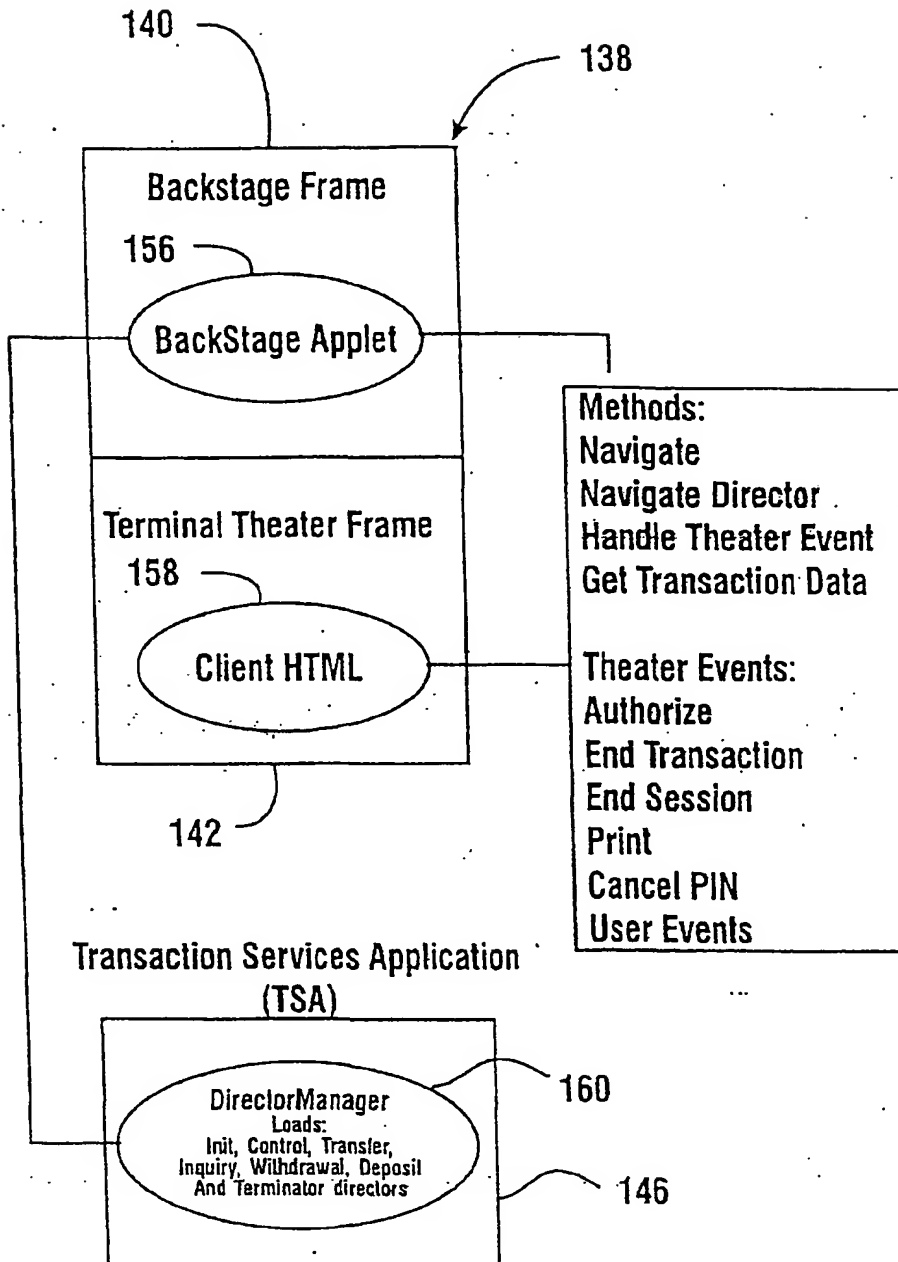 140
138
Backstage Frame
156
BackStage Applet
Methods:
Navigate
Navigate Director
Handle Theater Event
Get Transaction Data
Terminal Theater Frame
158
Client HTML
Theater Events:
Authorize
End Transaction
End Session
Print
Cancel PIN
User Events
142
Transaction Services Application
(TSA)
DirectorManager
Loads:
Init, Control, Transfer,
Inquiry, Withdrawal, Deposit
And Terminator directors
160
146